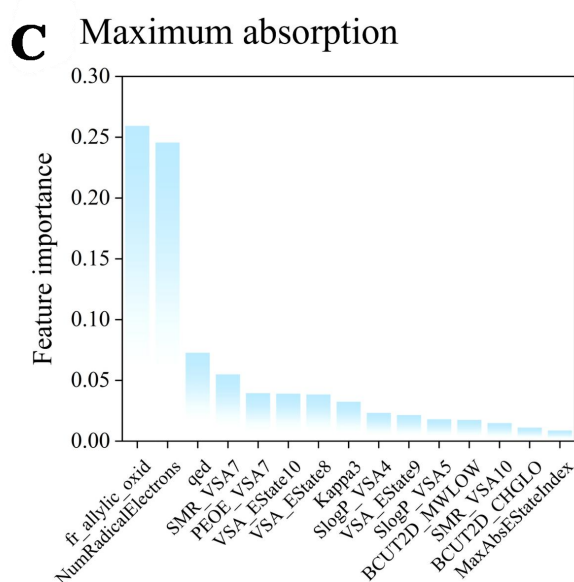 C Maximum absorption
0.30
0.25
0.20
0.15
0.10
0.05
0.00
Feature importance
fr_allylic_oxid
NumRadicalElectrons
qed
SMR_VSA7
PEOE_VSA7
VSA_EState10
VSA_EState8
Kappa3
SlogP_VSA4
VSA_EState9
SlogP_VSA5
BCUT2D_MWLOW
SMR_VSA10
BCUT2D_CHGLO
MaxAbsEStateIndex